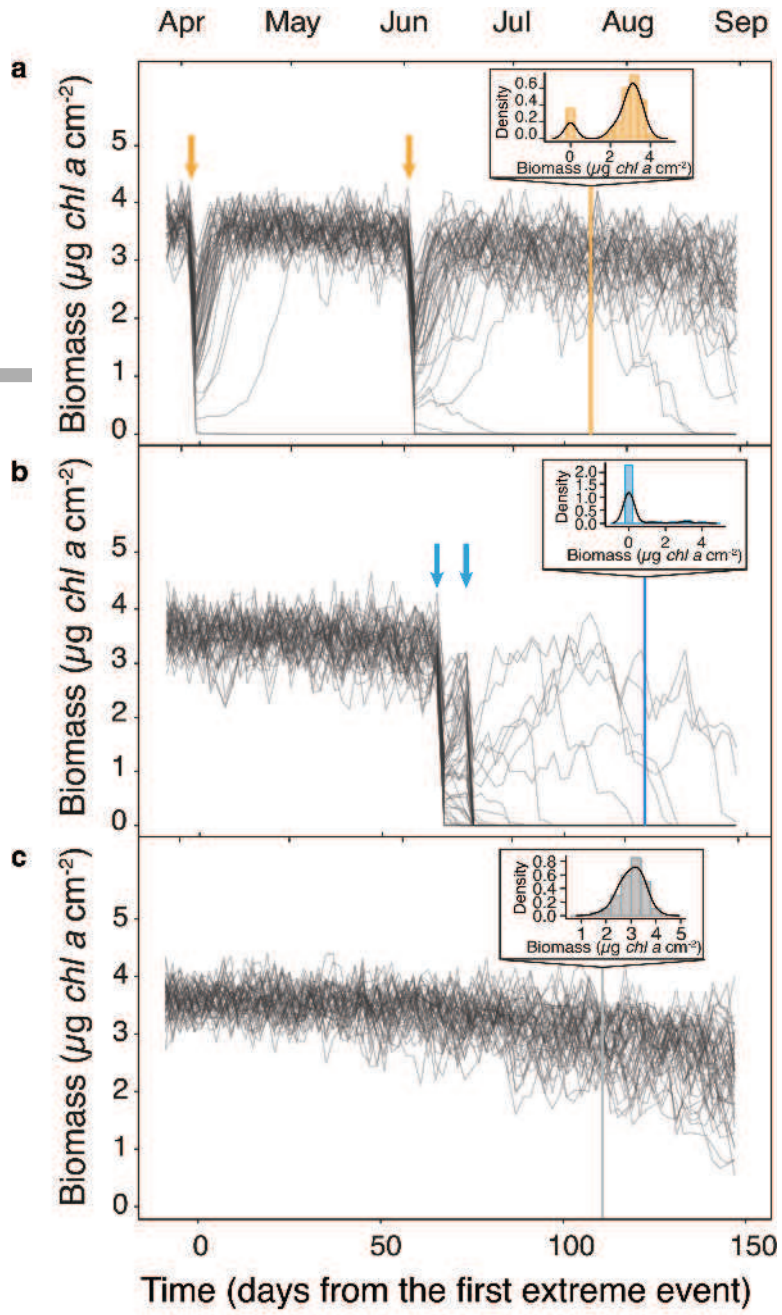 Apr May Jun Jul Aug Sep
a
Biomass (µg chl a cm-2)
5
4
3
2
1
0
Density
0.6
0.4
0.2
0.0
0 2 4
Biomass (µg chl a cm-2)
b
Biomass (µg chl a cm-2)
5
4
3
2
1
0
Density
2.0
1.5
1.0
0.5
0.0
0 2 4
Biomass (µg chl a cm-2)
c
Biomass (µg chl a cm-2)
5
4
3
2
1
0
Density
0.8
0.6
0.4
0.2
0.0
1 2 3 4 5
Biomass (µg chl a cm-2)
0 50 100 150
Time (days from the first extreme event)